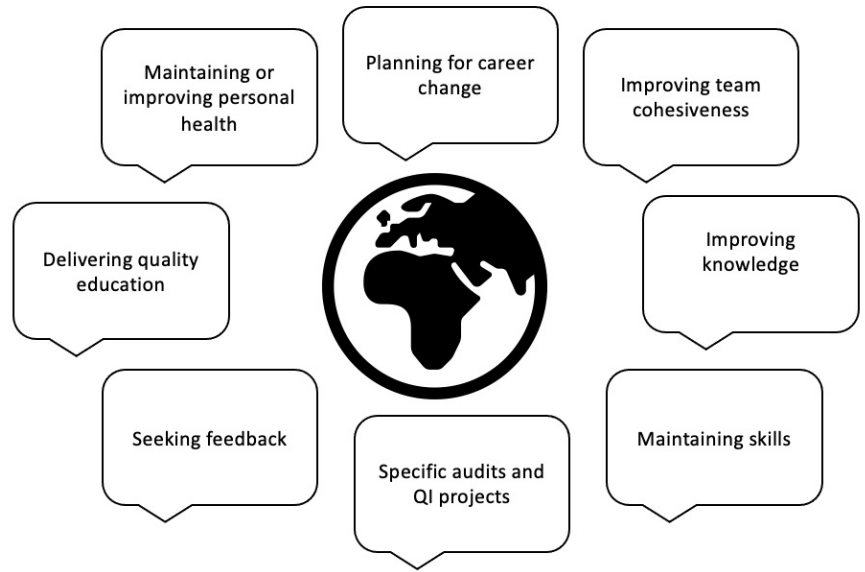 Maintaining or
improving personal
health
Planning for career
change
Improving team
cohesiveness
Delivering quality
education
Improving
knowledge
Seeking feedback
Specific audits and
QI projects
Maintaining skills